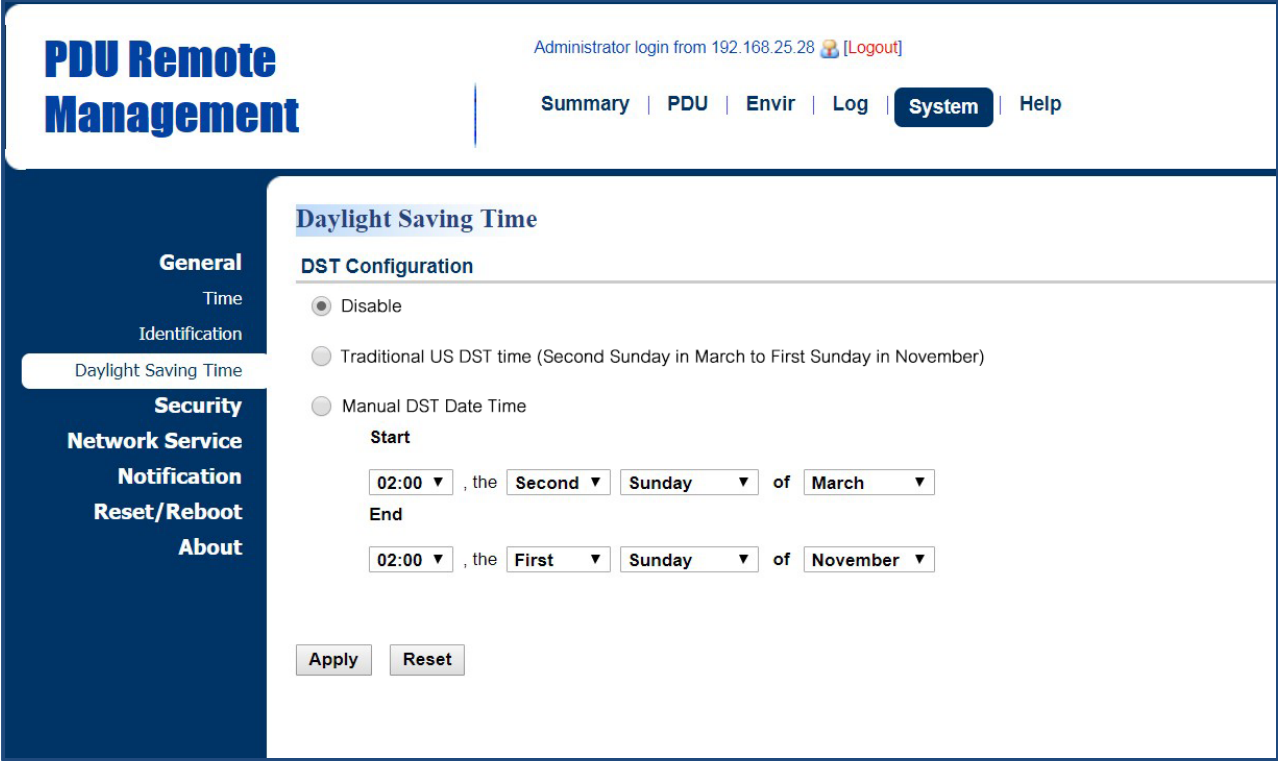 PDU Remote
Management
Administrator login from 192.168.25.28 [Logout]
Summary | PDU | Envir | Log | System | Help
General
Time
Identification
Daylight Saving Time
Security
Network Service
Notification
Reset/Reboot
About
Daylight Saving Time
DST Configuration
Disable
Traditional US DST time (Second Sunday in March to First Sunday in November)
Manual DST Date Time
Start
02:00 , the Second Sunday of March
End
02:00 , the First Sunday of November
Apply Reset